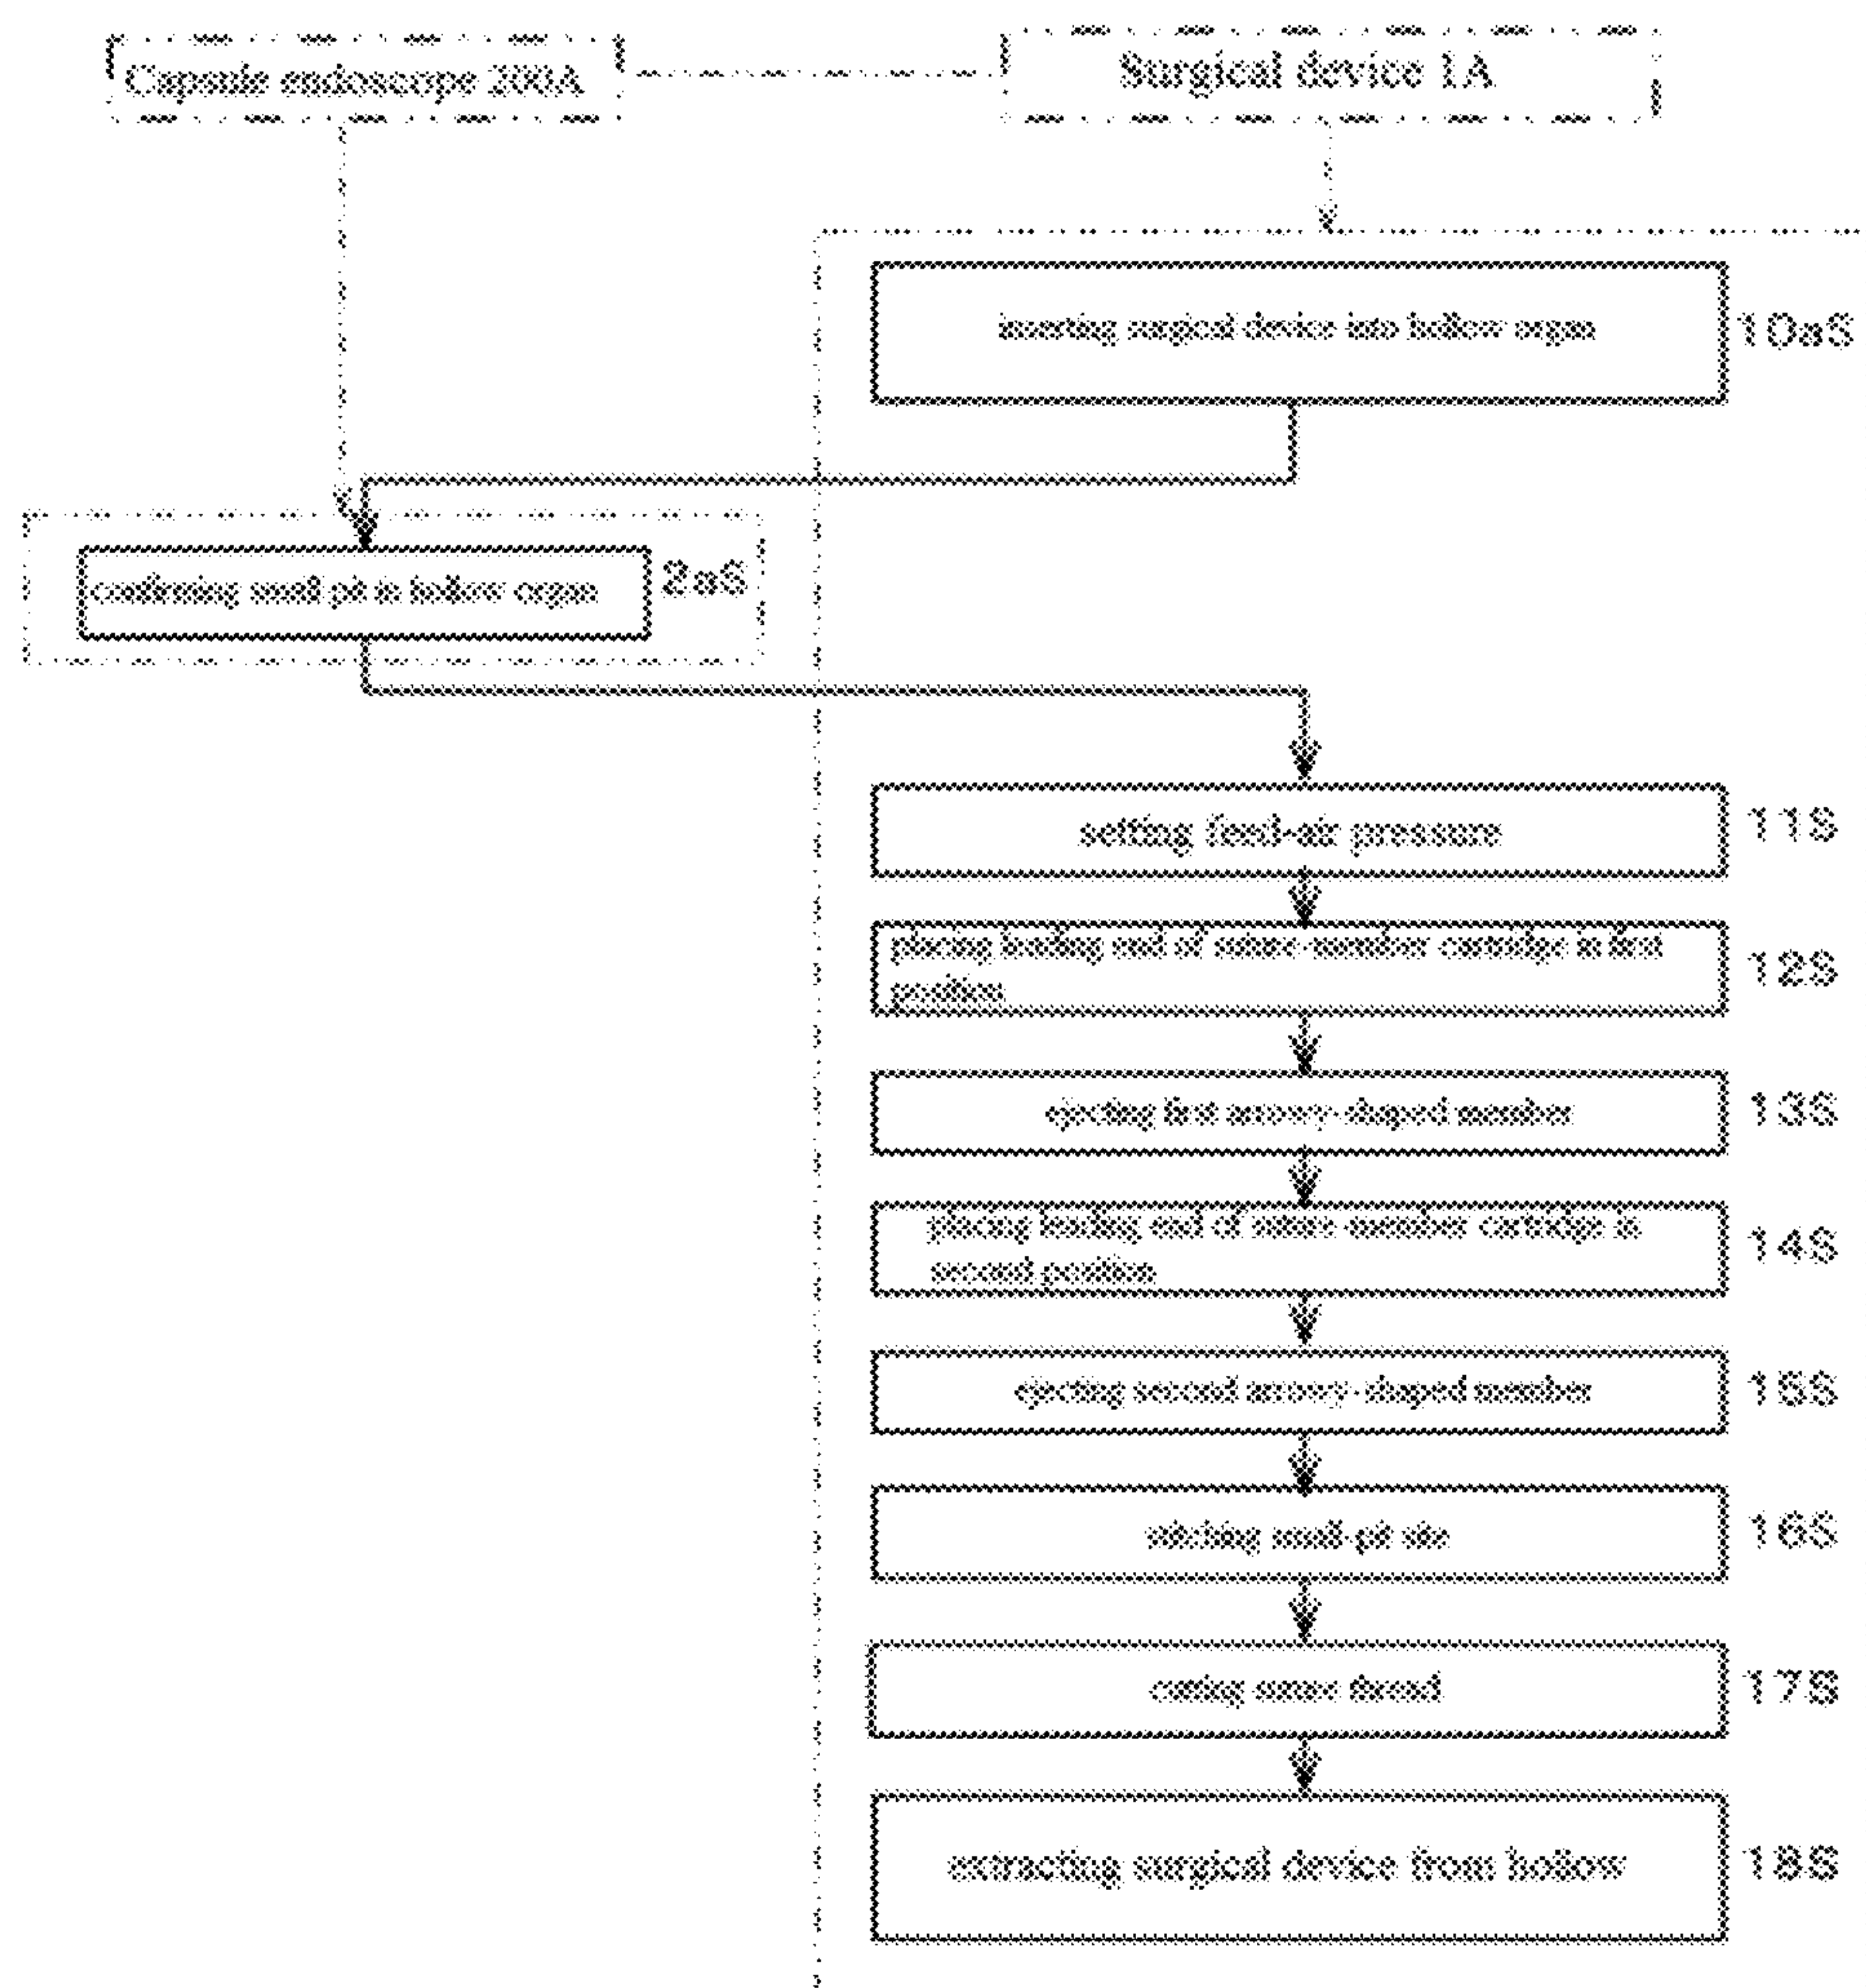 Capsule endoscope 200A
Surgical device 1A
inserting surgical device into hollow organ
10aS
confirming small pit in hollow organ
2aS
setting feed-air pressure
11S
placing leading end of suture-member cartridge in first
position
12S
ejecting first arrowy-shaped member
13S
placing leading end of suture-member cartridge in
second position
14S
ejecting second arrowy-shaped member
15S
stitching small-pit site
16S
cutting suture thread
17S
extracting surgical device from hollow
18S